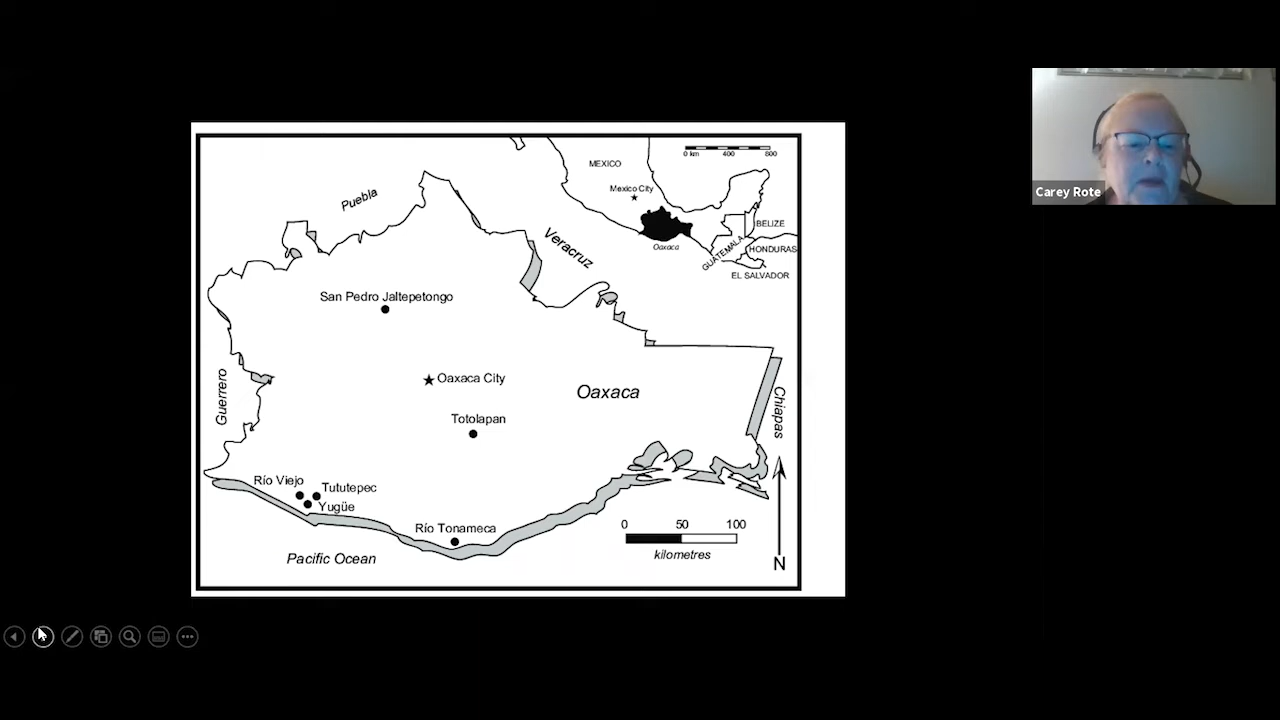 MEXICO
Mexico City
Oaxaca
BELIZE
GUATEMALA
HONDURAS
EL SALVADOR
0 km 400 800
Puebla
Veracruz
San Pedro Jaltepetongo
Guerrero
Oaxaca City
Oaxaca
Chiapas
Totolapan
Río Viejo
Tututepec
Yugüe
Río Tonameca
Pacific Ocean
0 50 100
kilometres
N
Carey Rote